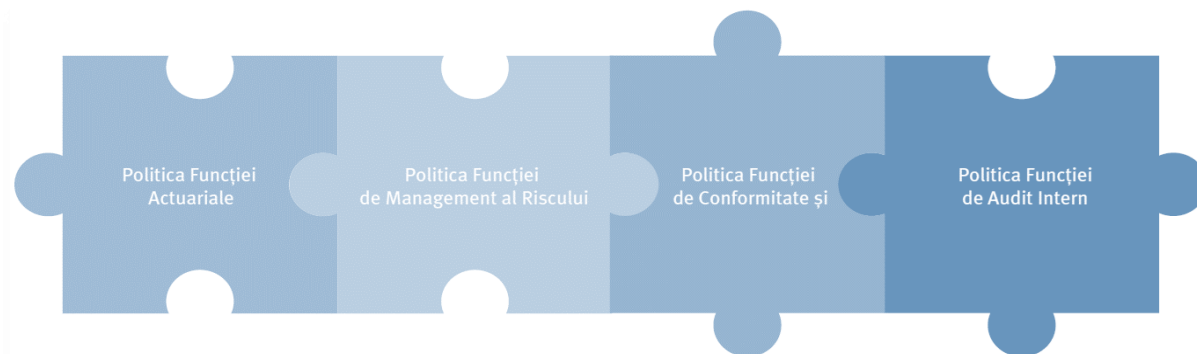 Politica Funcției
Actuariale
Politica Funcției
de Management al Riscului
Politica Funcției
de Conformitate și
Politica Funcției
de Audit Intern